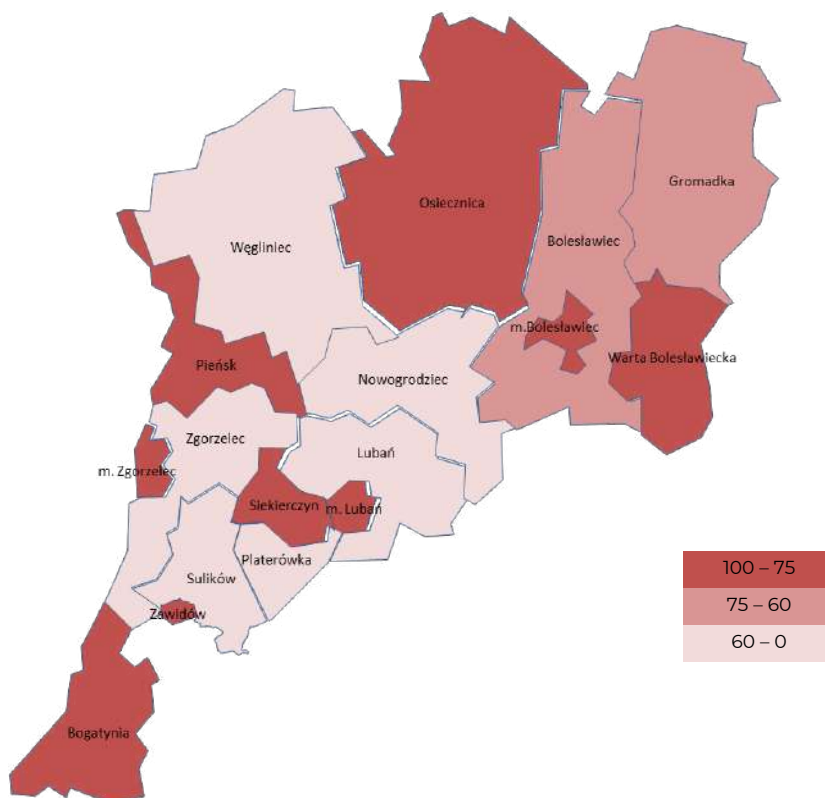 Osiecznica
Gromadka
Bolesławiec
Węgliniec
m.Bolesławiec
Warta Bolesławiecka
Pieńsk
Nowogrodziec
Zgorzelec
Lubań
m. Zgorzelec
Siekierczyn
m. Lubań
Platerówka
Sulików
Zawidów
Bogatynia
100 – 75
75 – 60
60 – 0